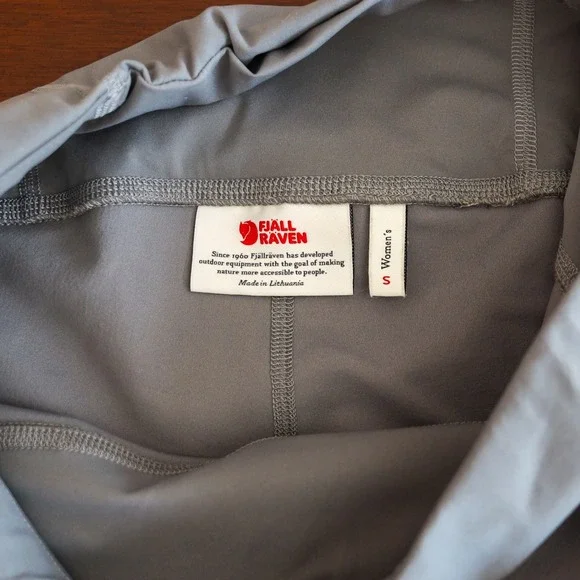 FJÄLL
RÄVEN
Since 1960 Fjällräven has developed
outdoor equipment with the goal of making
nature more accessible to people.
Made in Lithuania
Women's
S